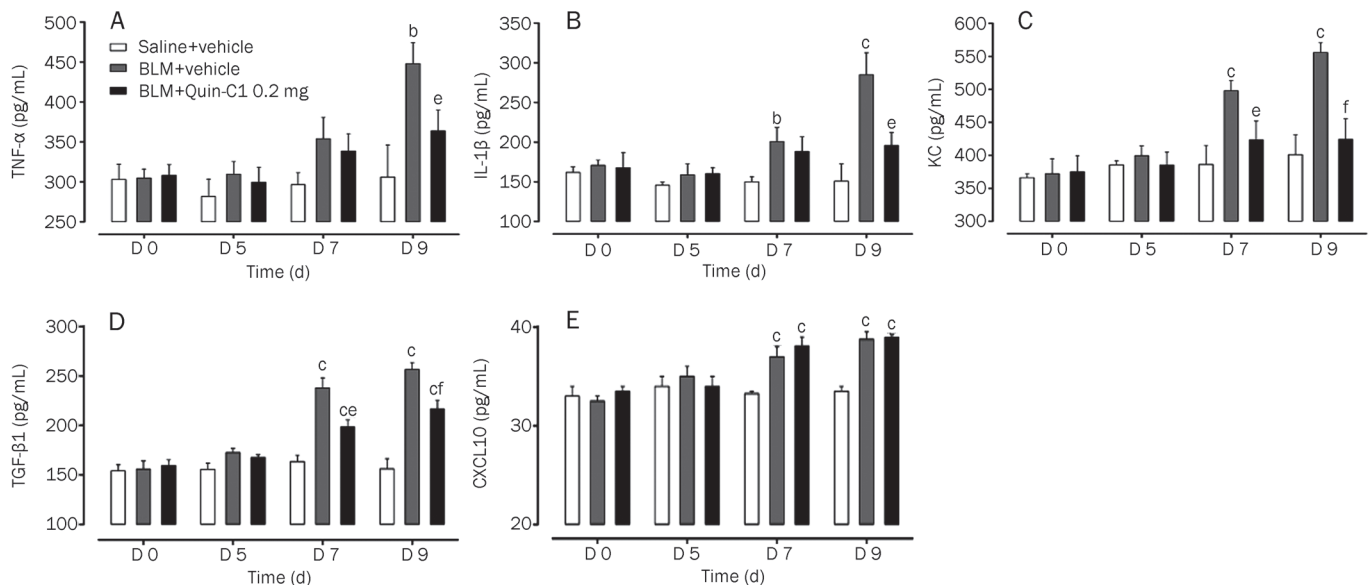 A
TNF-α (pg/mL)
500
450
400
350
300
250
Saline+vehicle
BLM+vehicle
BLM+Quin-C1 0.2 mg
b
e
D 0 D 5 D 7 D 9
Time (d)
B
IL-1β (pg/mL)
350
300
250
200
150
100
b
c
e
D 0 D 5 D 7 D 9
Time (d)
C
KC (pg/mL)
600
550
500
450
400
350
300
c
e
c
f
D 0 D 5 D 7 D 9
D
TGF-β1 (pg/mL)
300
250
200
150
100
c
ce
c
cf
D 0 D 5 D 7 D 9
Time (d)
E
CXCL10 (pg/mL)
40
30
20
c
c
c
c
D 0 D 5 D 7 D 9
Time (d)